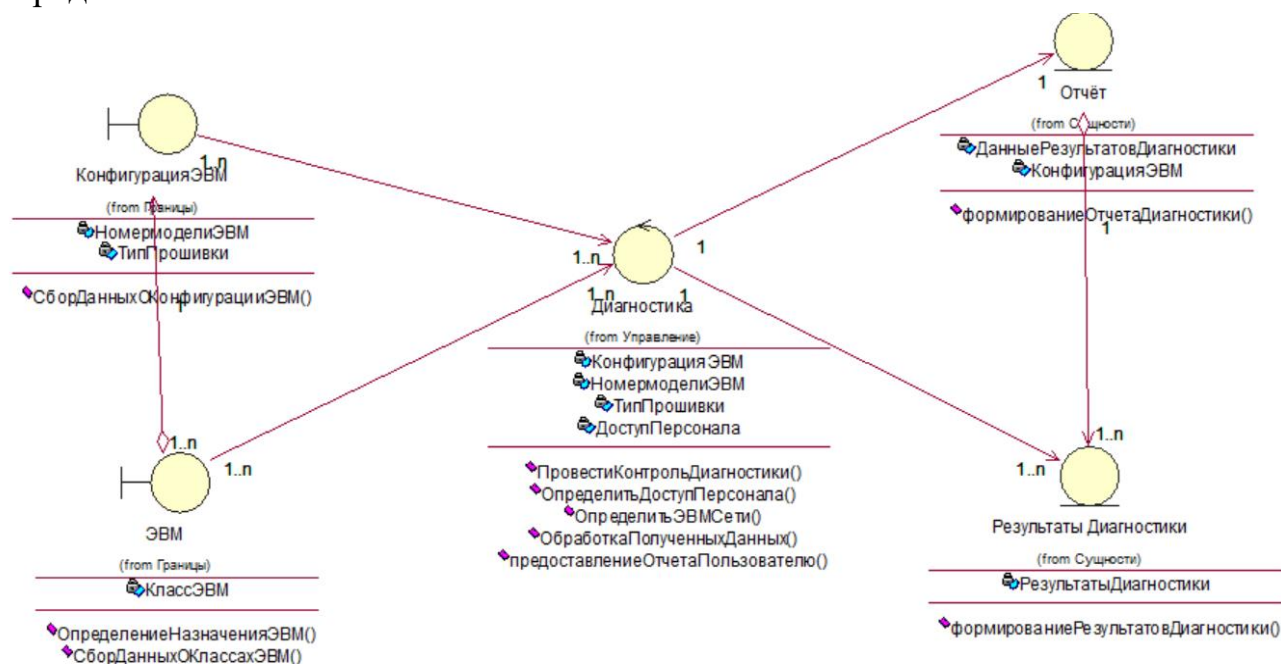 1..n
КонфигурацияЭВМ
(from Границы)
НомермоделиЭВМ
ТипПрошивки
СборДанныхОКонфигурацииЭВМ()
1
1..n
1..n
ЭВМ
(from Границы)
КлассЭВМ
ОпределениеНазначенияЭВМ()
СборДанныхОКлассахЭВМ()
1..n
1..n
1
1
Диагностика
(from Управление)
КонфигурацияЭВМ
НомермоделиЭВМ
ТипПрошивки
ДоступПерсонала
ПровестиКонтрольДиагностики()
ОпределитьДоступПерсонала()
ОпределитьЭВМСети()
ОбработкаПолученныхДанных()
предоставлениеОтчетаПользователю()
1
Отчёт
(from Сущности)
ДанныеРезультатовДиагностики
КонфигурацияЭВМ
формированиеОтчетаДиагностики()
1
1..n
1..n
Результаты Диагностики
(from Сущности)
РезультатыДиагностики
формированиеРезультатовДиагностики()